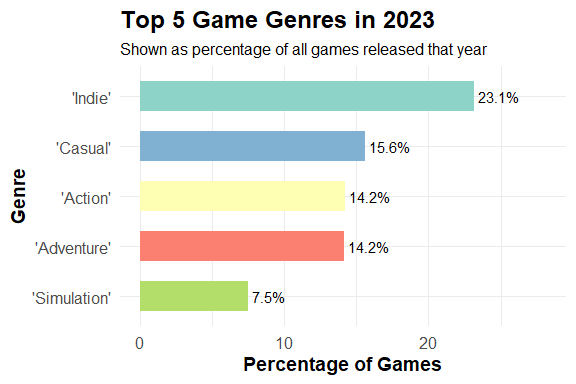 Top 5 Game Genres in 2023
Shown as percentage of all games released that year
Genre
'Indie' 23.1%
'Casual' 15.6%
'Action' 14.2%
'Adventure' 14.2%
'Simulation' 7.5%
0 10 20
Percentage of Games